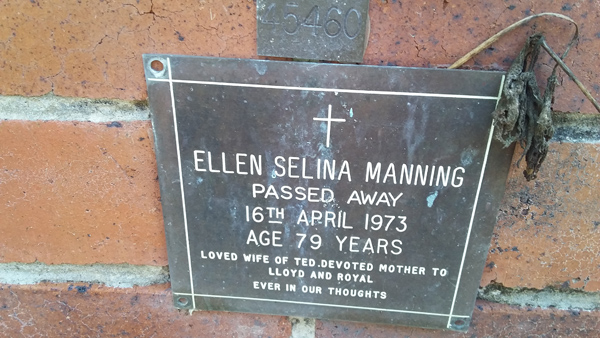 45460
ELLEN SELINA MANNING
PASSED AWAY
16TH APRIL 1973
AGE 79 YEARS
LOVED WIFE OF TED.DEVOTED MOTHER TO
LLOYD AND ROYAL
EVER IN OUR THOUGHTS